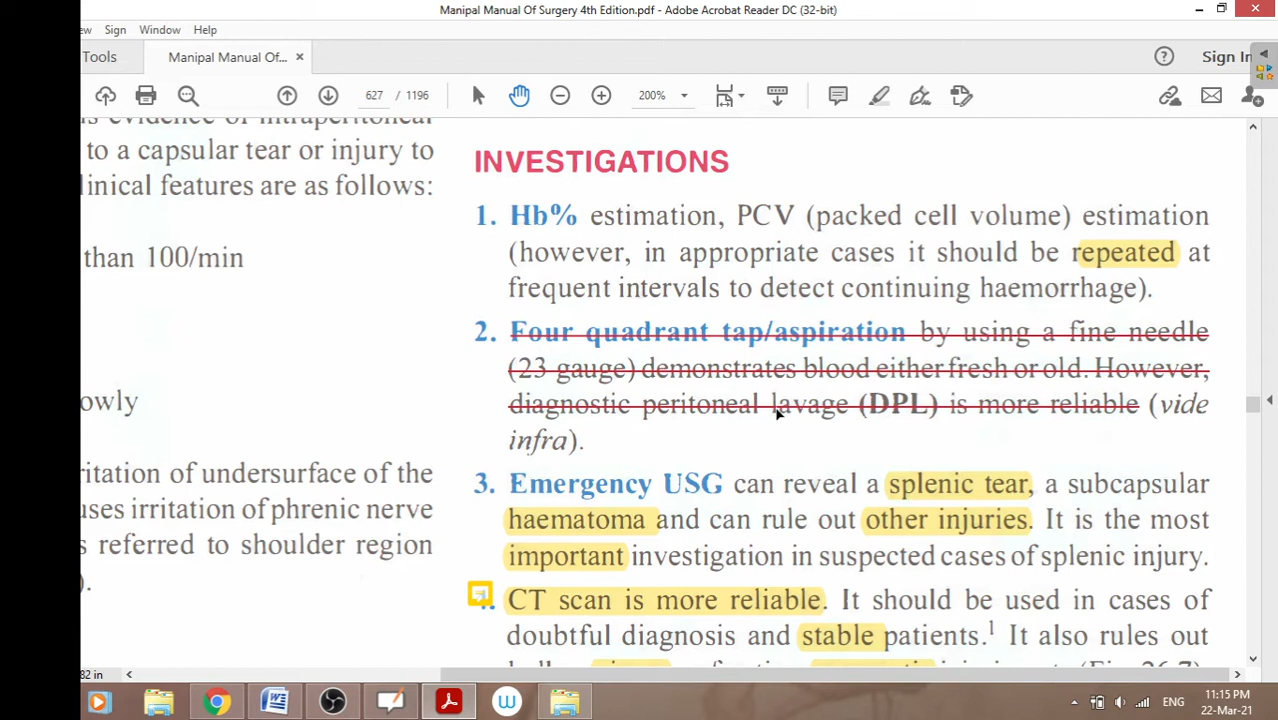 Manipal Manual Of Surgery 4th Edition.pdf - Adobe Acrobat Reader DC (32-bit)
ew Sign Window Help
Tools Manipal Manual Of... × Sign In
627 / 1196 200%
to a capsular tear or injury to
linical features are as follows:
than 100/min
owly
ritation of undersurface of the
uses irritation of phrenic nerve
s referred to shoulder region
).
INVESTIGATIONS
1. Hb% estimation, PCV (packed cell volume) estimation
(however, in appropriate cases it should be repeated at
frequent intervals to detect continuing haemorrhage).
2. Four quadrant tap/aspiration by using a fine needle
(23 gauge) demonstrates blood either fresh or old. However,
diagnostic peritoneal lavage (DPL) is more reliable (vide
infra).
3. Emergency USG can reveal a splenic tear, a subcapsular
haematoma and can rule out other injuries. It is the most
important investigation in suspected cases of splenic injury.
CT scan is more reliable. It should be used in cases of
doubtful diagnosis and stable patients.1 It also rules out
82 in
ENG
11:15 PM
22-Mar-21